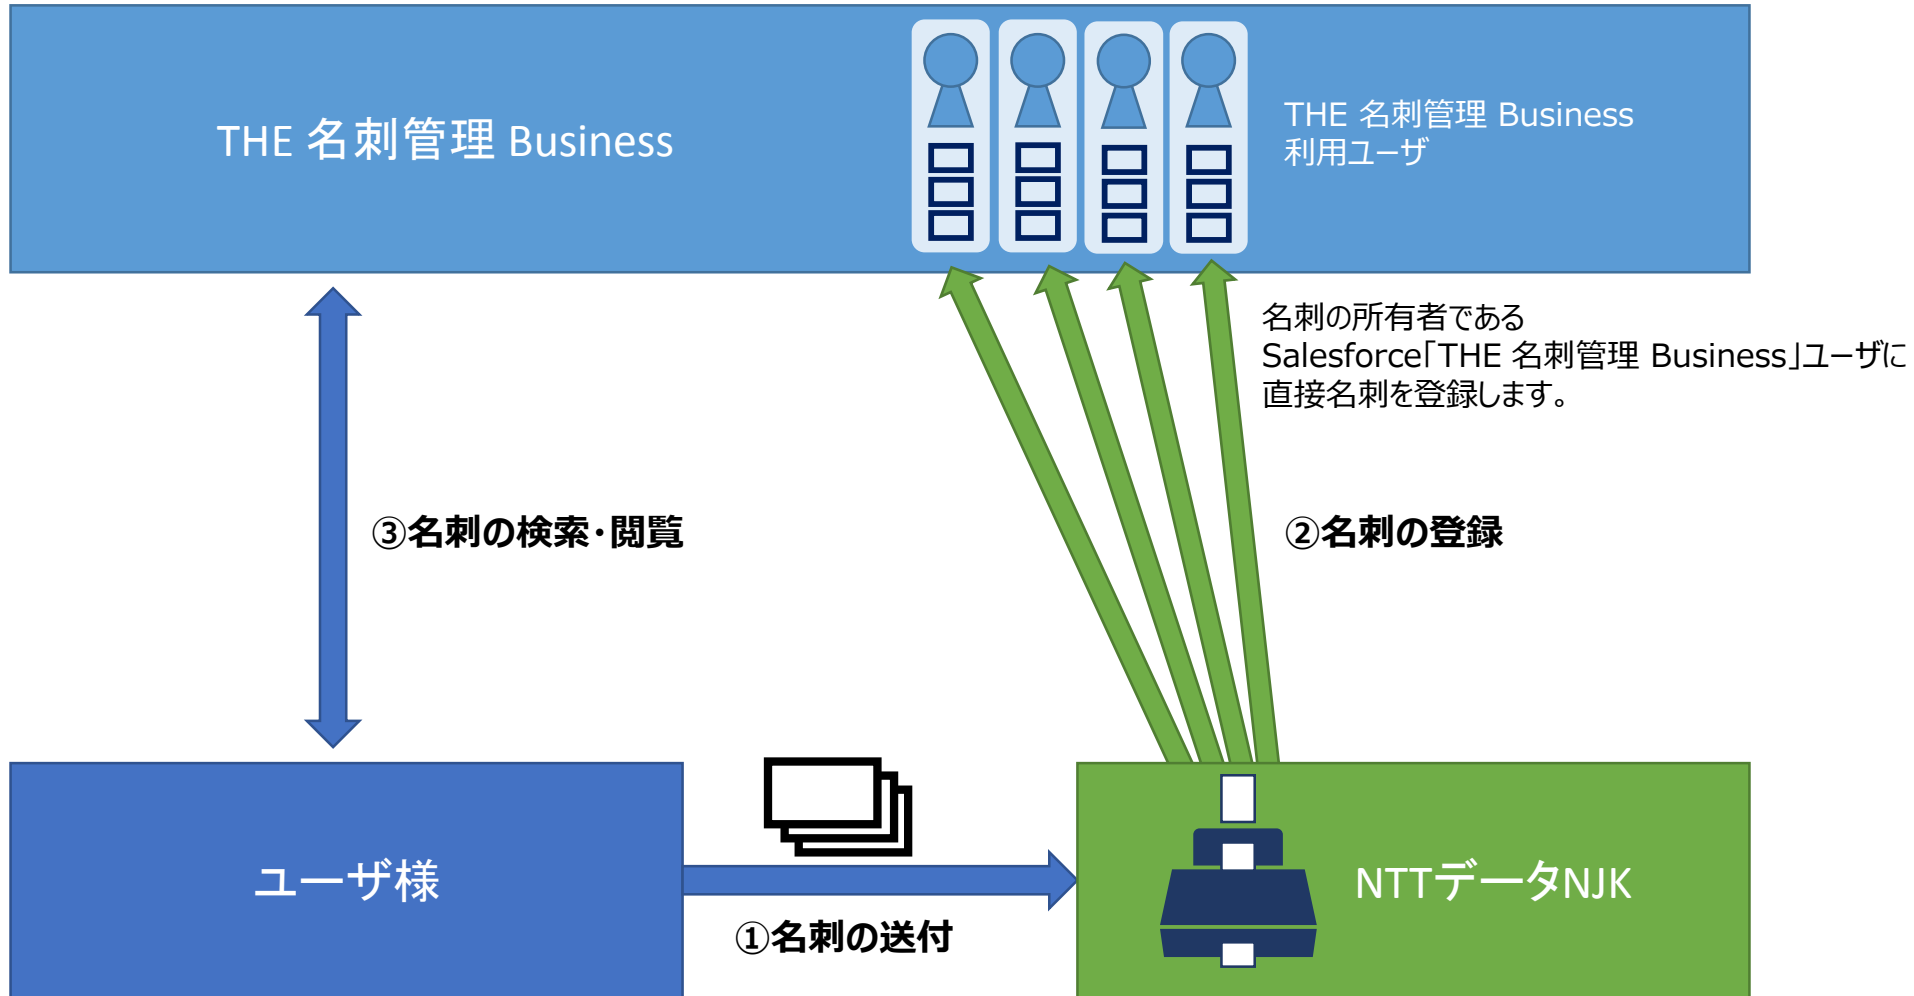 THE 名刺管理 Business
THE 名刺管理 Business
利用ユーザ
名刺の所有者である
Salesforce「THE 名刺管理 Business」ユーザに
直接名刺を登録します。
③名刺の検索・閲覧
②名刺の登録
ユーザ様
①名刺の送付
NTTデータNJK